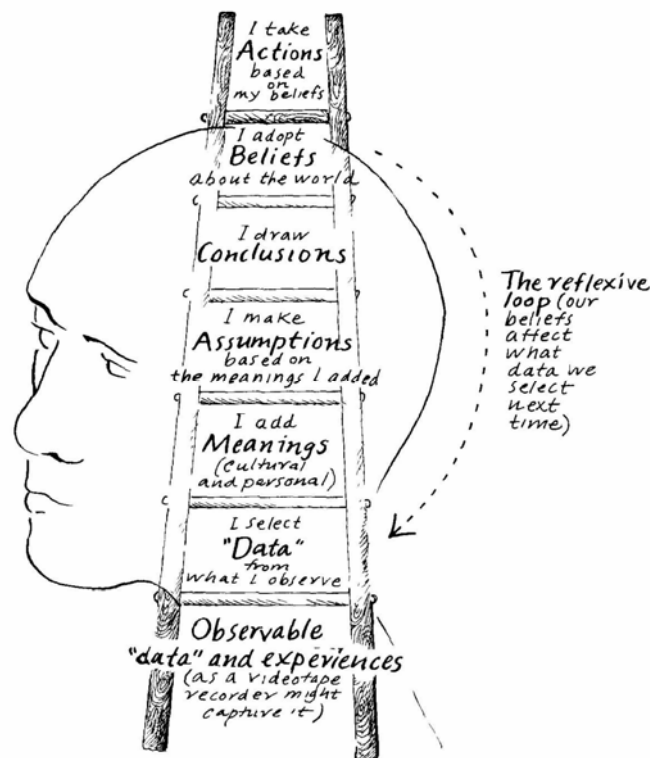 I take
Actions
based
on
my beliefs
I adopt
Beliefs
about the world
I draw
Conclusions
I make
Assumptions
based on
the meanings I added
I add
Meanings
(cultural
and personal)
I select
"Data"
from
what I observe
Observable
"data" and experiences
(as a videotape
recorder might
capture it)
The reflexive
loop (our
beliefs
affect
what
data we
select
next
time)